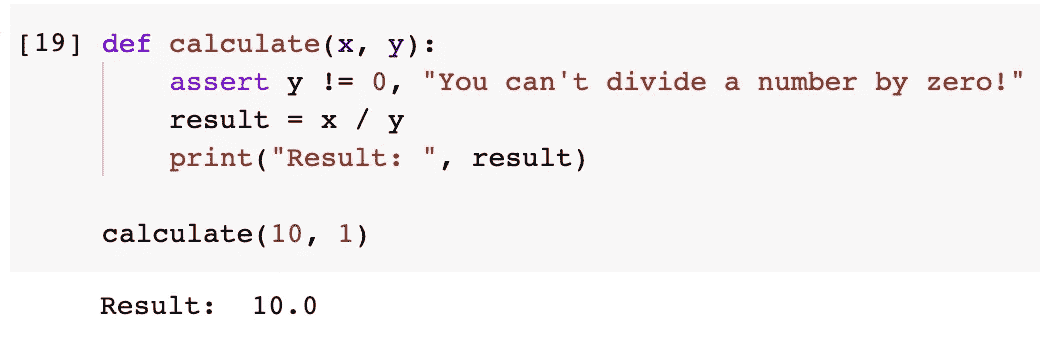 [19] def calculate(x, y):
assert y != 0, "You can't divide a number by zero!"
result = x / y
print("Result: ", result)
calculate(10, 1)
Result:  10.0